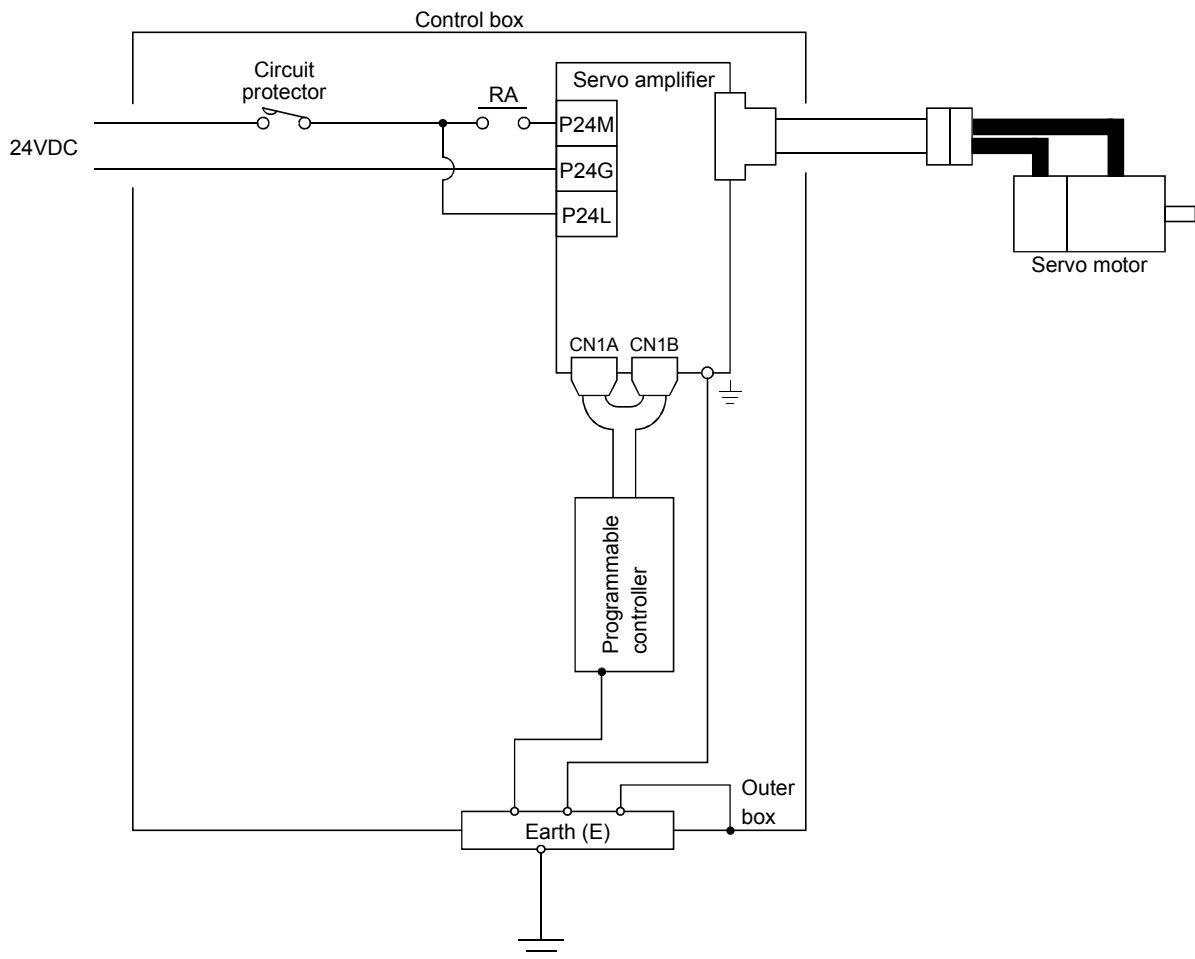 Control box
Circuit
protector
RA
Servo amplifier
P24M
24VDC
P24G
P24L
Servo motor
CN1A
CN1B
Programmable
controller
Outer
box
Earth (E)